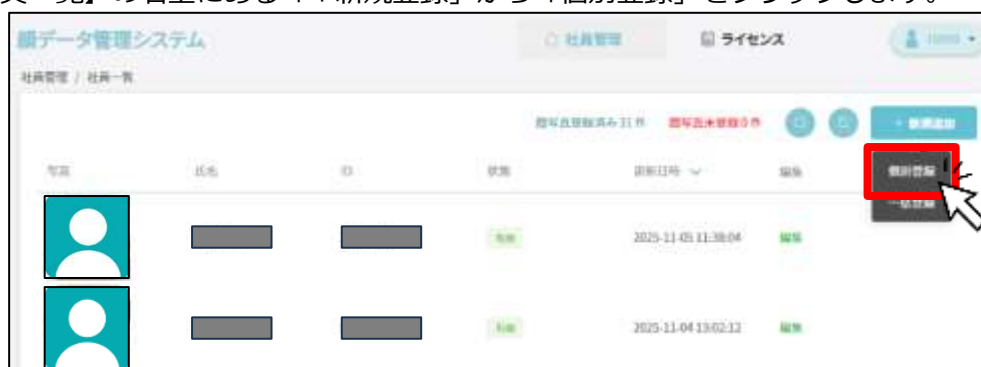 員一覧】の右上にある「＋新規登録」から「個別登録」をクリックします。
顔データ管理システム
社員管理 ライセンス
社員管理 / 社員一覧
顔写真登録済み31件 顔写真未登録0件 + 新規追加
写真 氏名 ID 状態 更新日時 編集 個別登録
一括登録
有効 2025-11-05 11:38:04 編集
有効 2025-11-04 13:02:12 編集